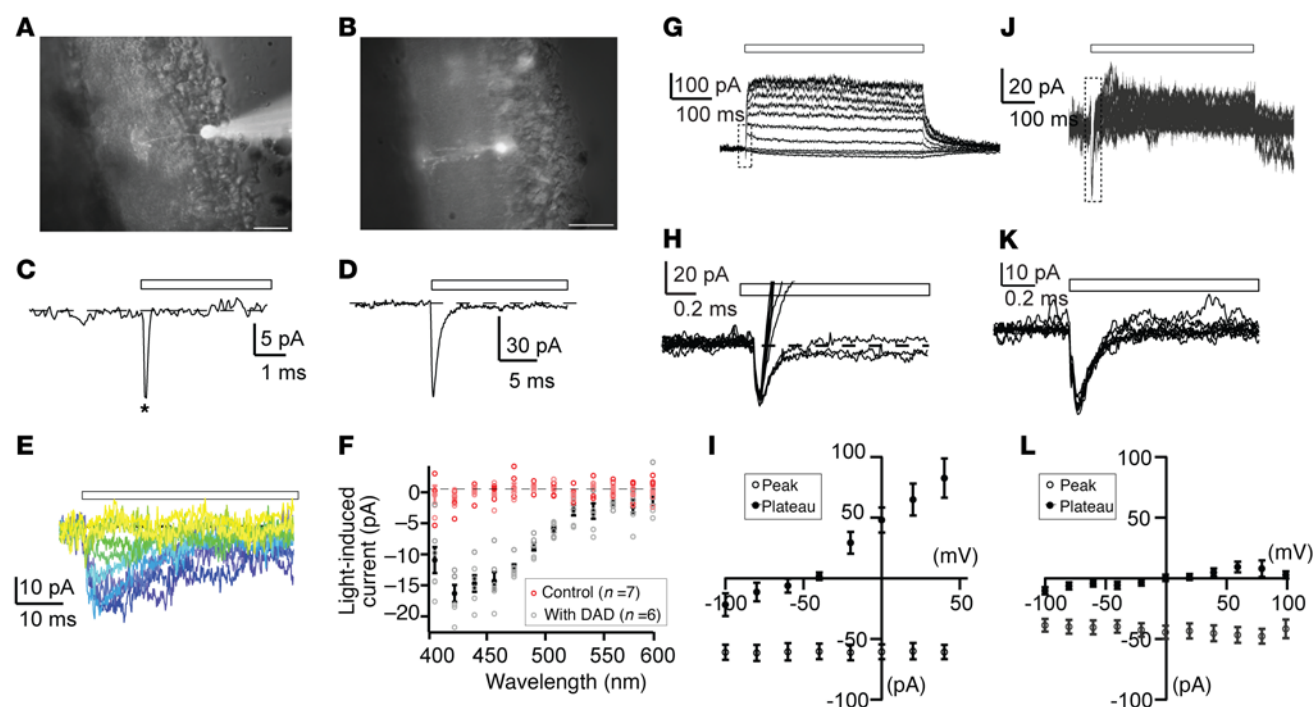 A
B
C
5 pA
1 ms
*
D
30 pA
5 ms
E
10 pA
10 ms
F
Light-induced
current (pA)
0
−5
−10
−15
−20
Control (n =7)
With DAD (n =6)
400
450
500
550
600
Wavelength (nm)
G
100 pA
100 ms
H
20 pA
0.2 ms
I
Peak
Plateau
100
50
(mV)
-100
-50
50
-50
-100
(pA)
J
20 pA
100 ms
K
10 pA
0.2 ms
L
Peak
Plateau
100
50
(mV)
-100
-50
50
100
-50
-100
(pA)